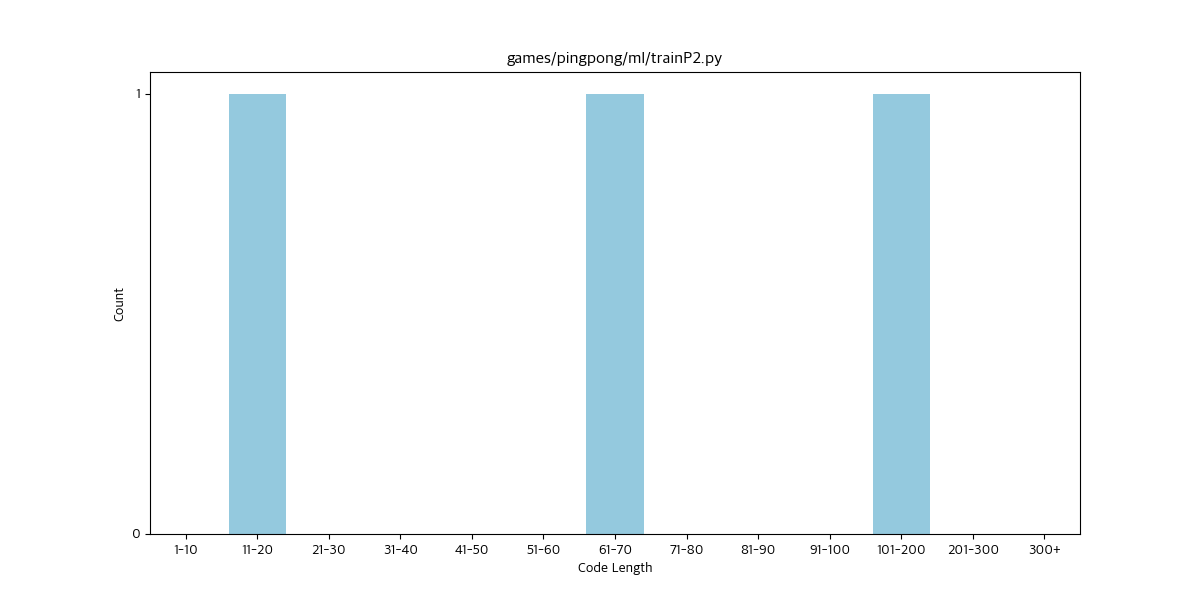 games/pingpong/ml/trainP2.py
1
Count
0
1-10 11-20 21-30 31-40 41-50 51-60 61-70 71-80 81-90 91-100 101-200 201-300 300+
Code Length